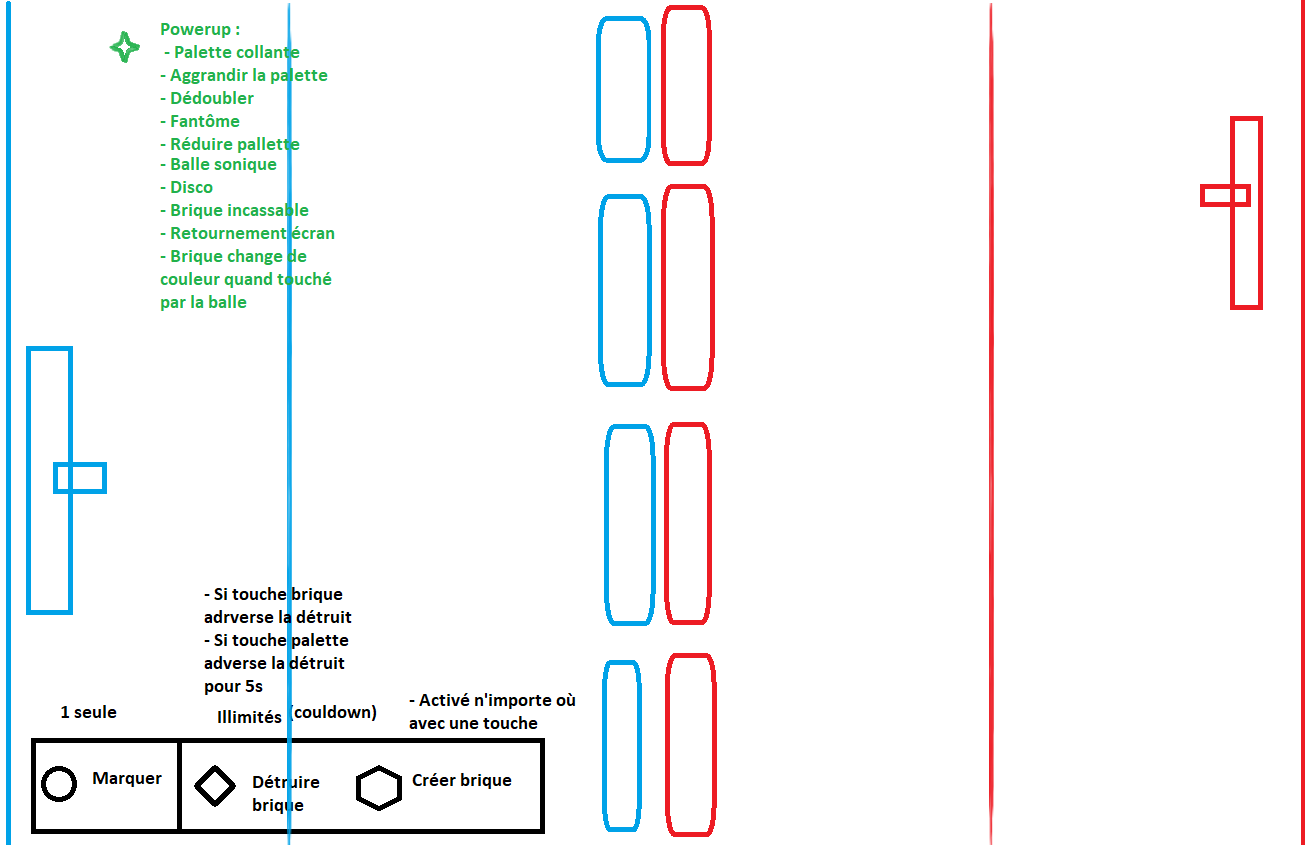 Powerup :
- Palette collante
- Aggrandir la palette
- Dédoubler
- Fantôme
- Réduire pallette
- Balle sonique
- Disco
- Brique incassable
- Retournement écran
- Brique change de
couleur quand touché
par la balle
- Si touche brique
adrverse la détruit
- Si touche palette
adverse la détruit
pour 5s
1 seule
Illimités (couldown)
- Activé n'importe où
avec une touche
Marquer
Détruire
brique
Créer brique